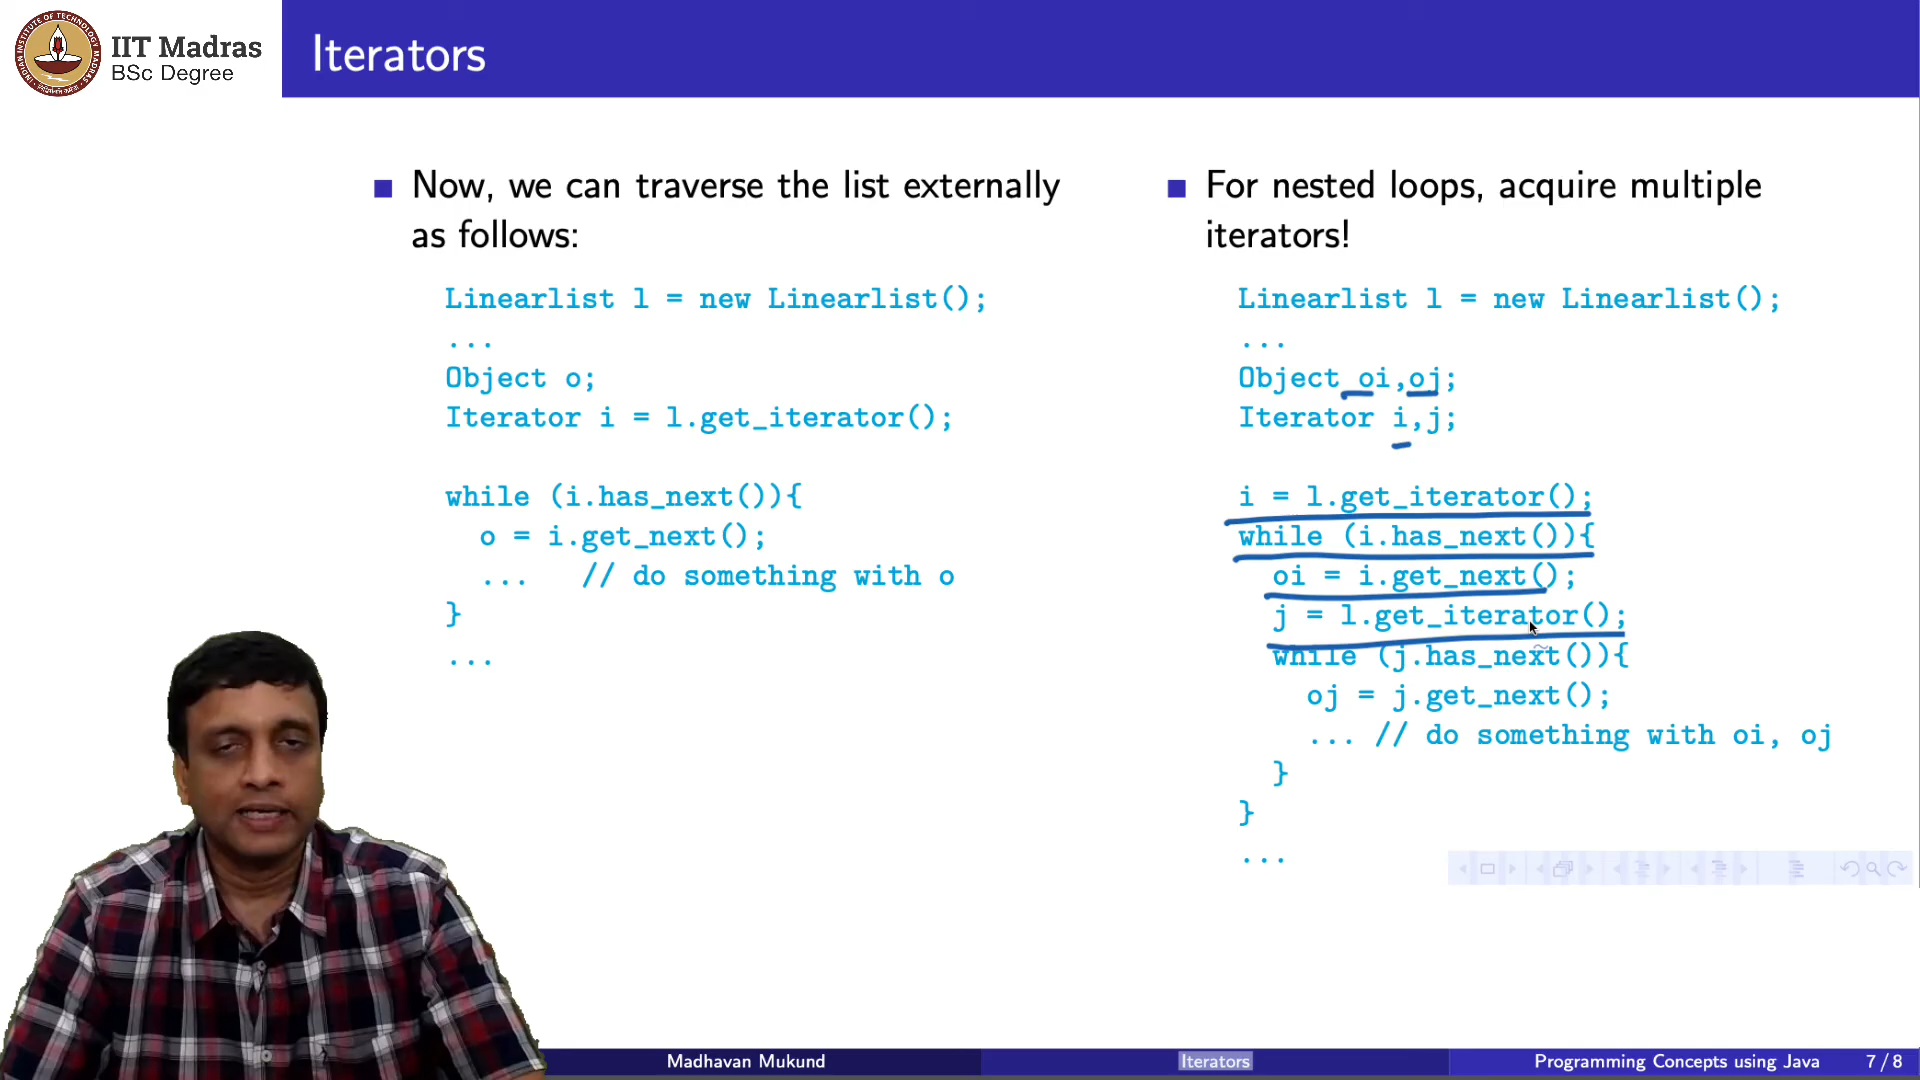 IIT Madras
BSc Degree
Iterators
Now, we can traverse the list externally
as follows:
Linearlist l = new Linearlist();
...
Object o;
Iterator i = l.get_iterator();
while (i.has_next()){
o = i.get_next();
... // do something with o
}
...
For nested loops, acquire multiple
iterators!
Linearlist l = new Linearlist();
...
Object oi,oj;
Iterator i,j;
i = l.get_iterator();
while (i.has_next()){
oi = i.get_next();
j = l.get_iterator();
while (j.has_next()){
oj = j.get_next();
... // do something with oi, oj
}
}
...
Madhavan Mukund
Iterators
Programming Concepts using Java
7 / 8